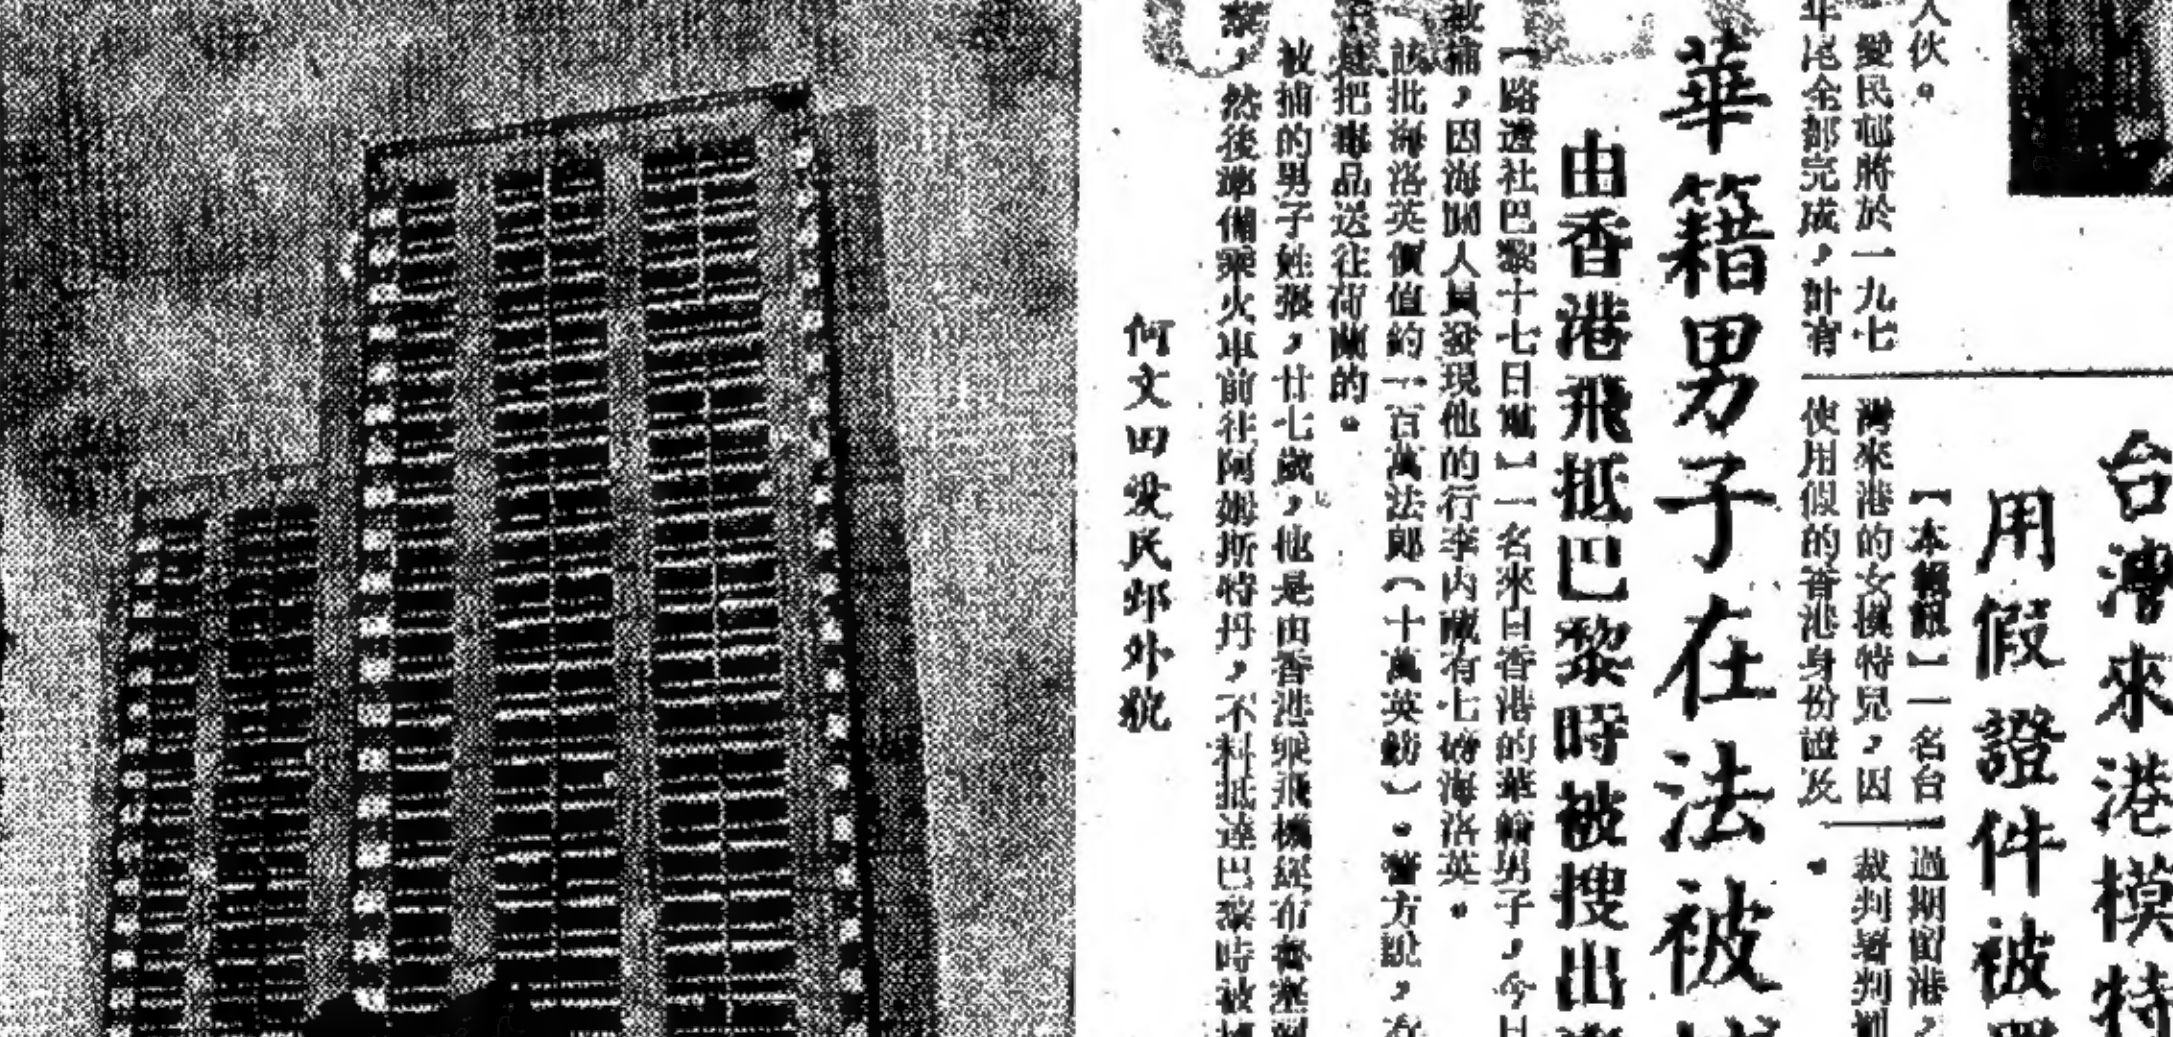 人伙。
愛民邨將於一九七
年尾全部完成，計有
台灣來港模特
用假證件被
【本報訊】一名台
灣來港的女模特兒，因
使用假的香港身份證及
過期留港，
裁判署判
華籍男子在法被
由香港飛抵巴黎時被搜出
【路透社巴黎十七日電】一名來自香港的華籍男子，今日
被捕，因海關人員發現他的行李內藏有七磅海洛英。
該批海洛英價值約一百萬法郎（十萬英鎊）。警方說，
是把毒品送往荷蘭的。
被捕的男子姓張，廿七歲，他是由香港乘飛機經布魯塞
，然後準備乘火車前往阿姆斯特丹，不料抵達巴黎時被
何文田愛民邨外貌